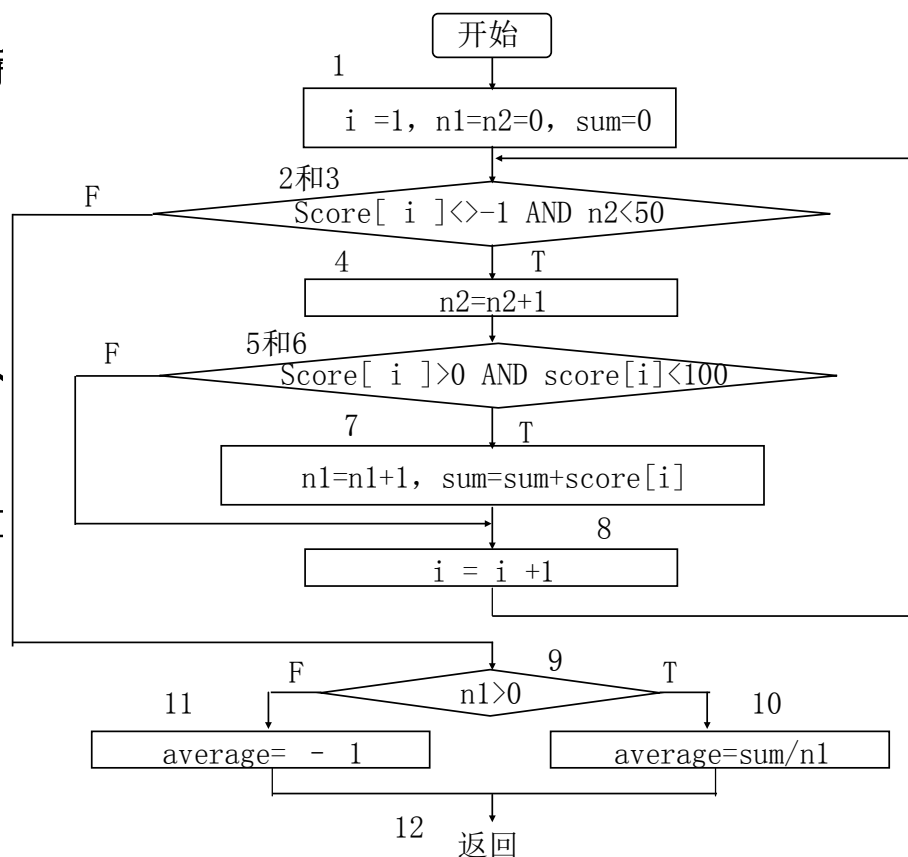 开始
1
i =1, n1=n2=0, sum=0
2和3
F
Score[ i ]<>-1 AND n2<50
4
T
n2=n2+1
5和6
F
Score[ i ]>0 AND score[i]<100
7
T
n1=n1+1, sum=sum+score[i]
8
i = i +1
9
F
T
n1>0
11
10
average= - 1
average=sum/n1
12
返回